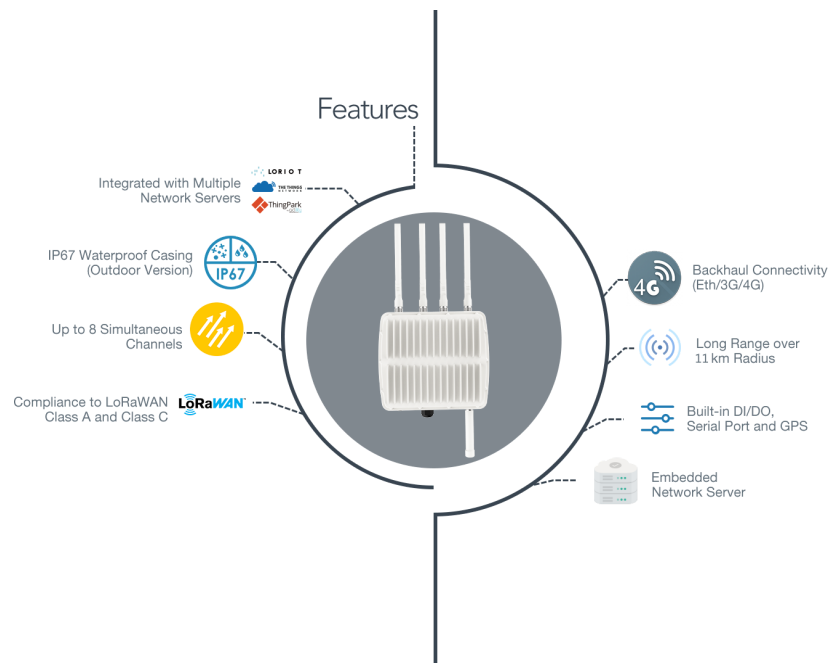 Features
Integrated with Multiple
Network Servers
LORIOT
THE THINGS
NETWORK
ThingPark
IP67 Waterproof Casing
(Outdoor Version)
IP67
Up to 8 Simultaneous
Channels
Compliance to LoRaWAN
Class A and Class C
LoRaWAN
4G
Backhaul Connectivity
(Eth/3G/4G)
Long Range over
11 km Radius
Built-in DI/DO,
Serial Port and GPS
Embedded
Network Server